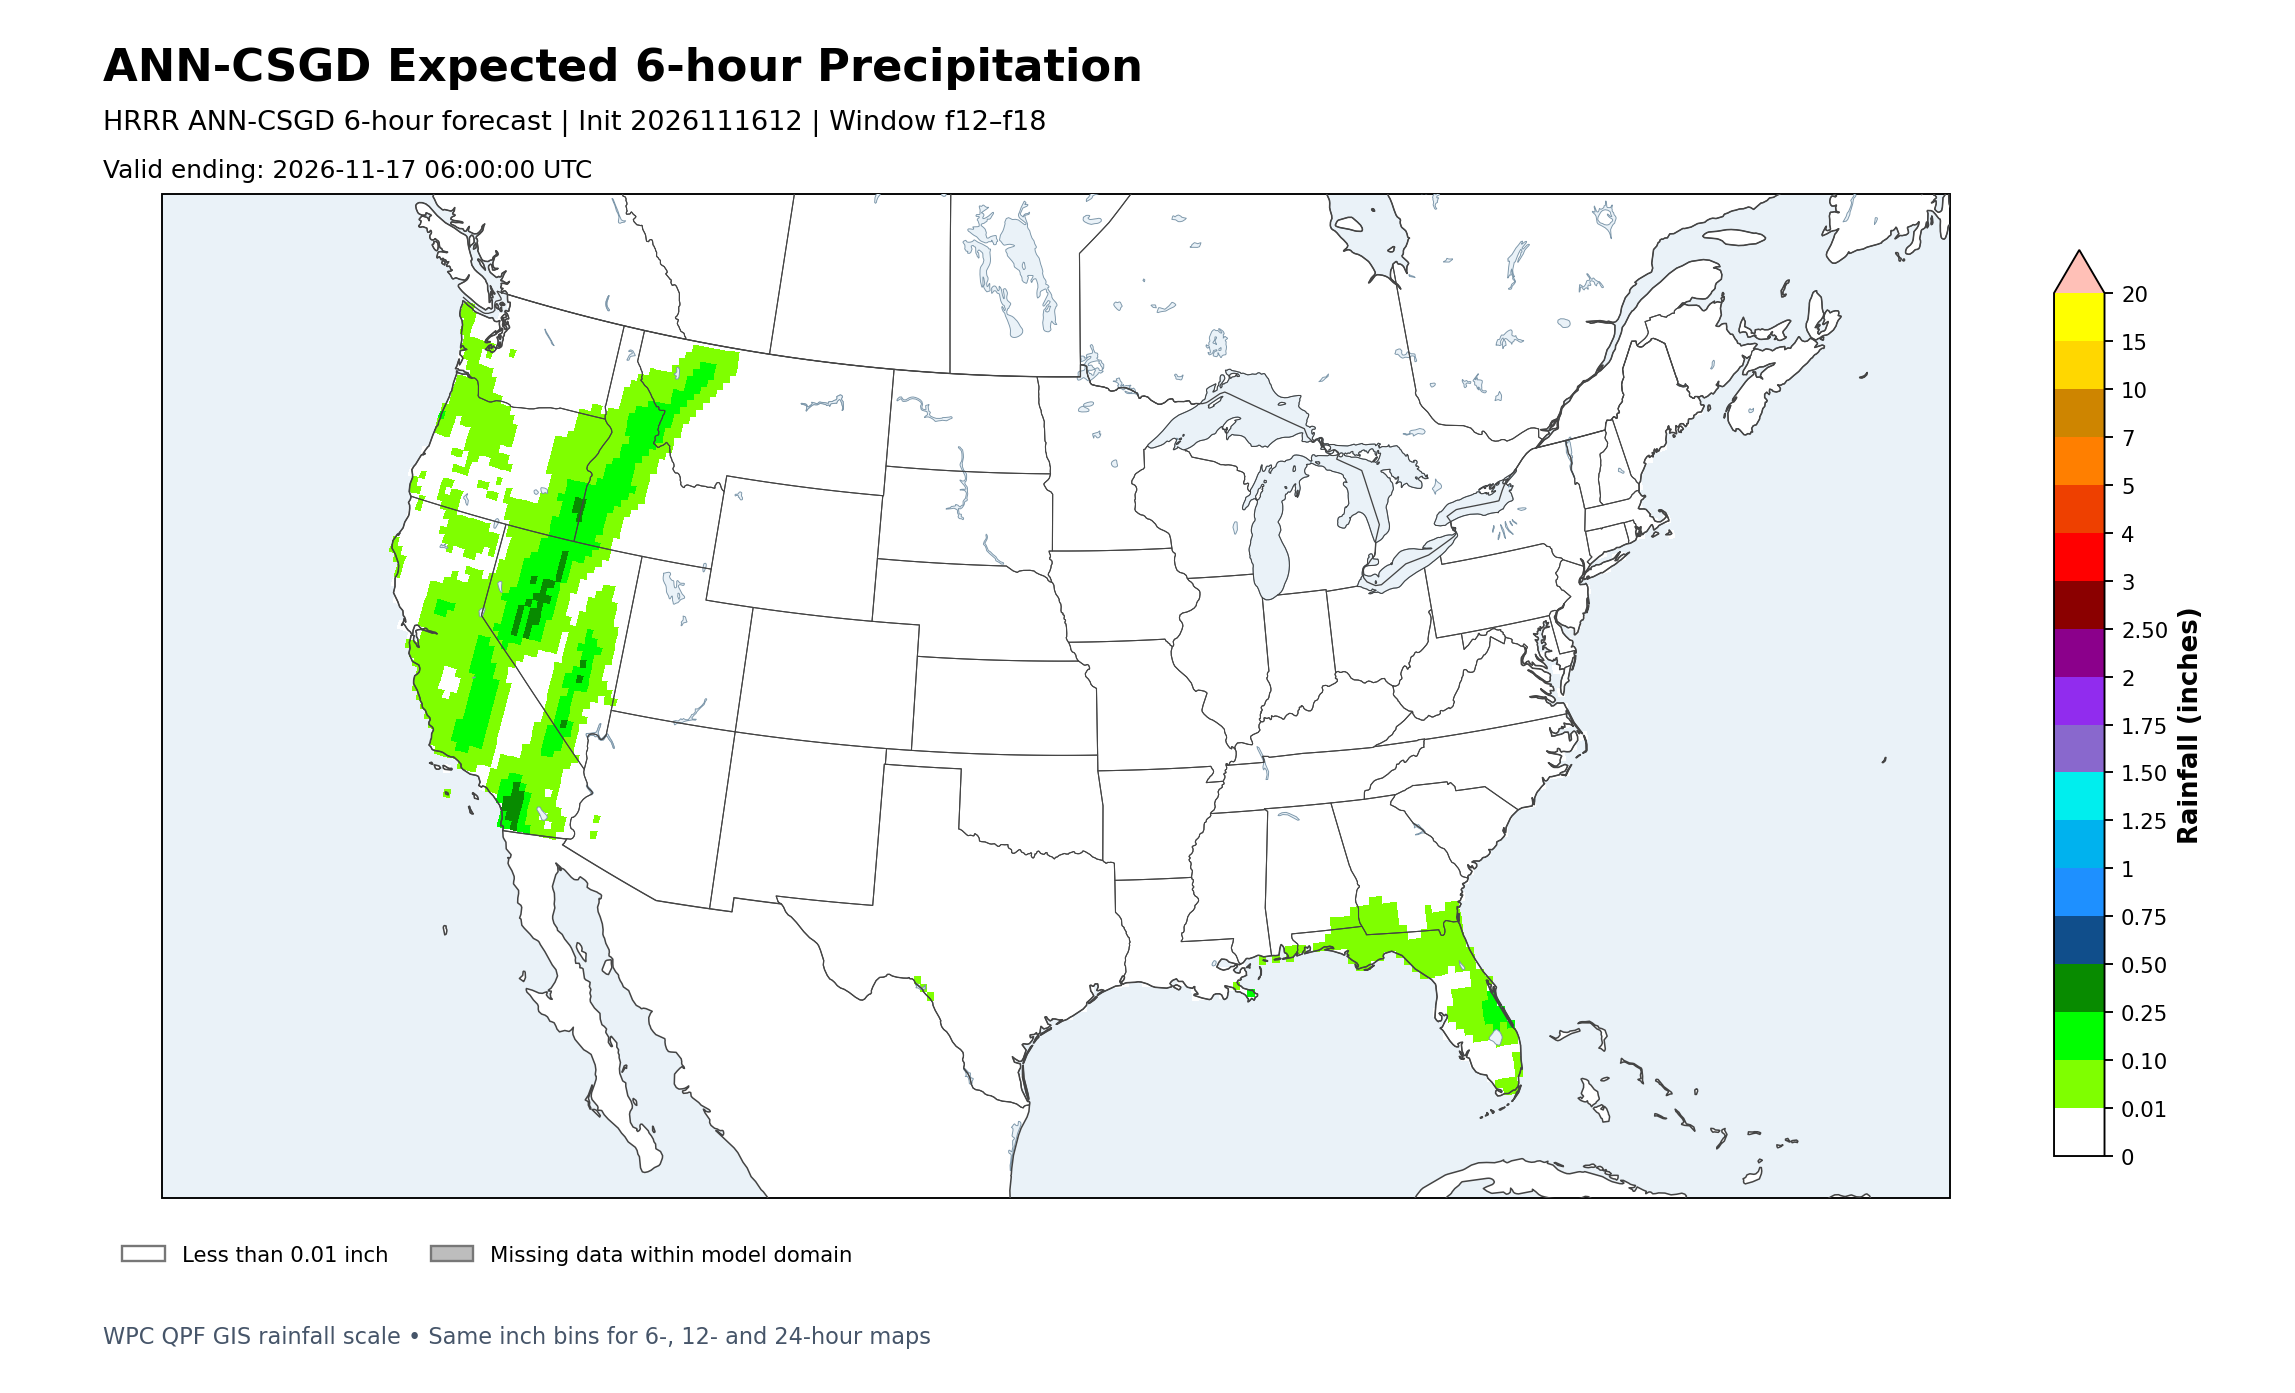 ANN-CSGD Expected 6-hour Precipitation
HRRR ANN-CSGD 6-hour forecast | Init 2026111612 | Window f12–f18
Valid ending: 2026-11-17 06:00:00 UTC
20
15
10
7
5
4
3
2.50
2
1.75
1.50
1.25
1
0.75
0.50
0.25
0.10
0.01
0
Rainfall (inches)
Less than 0.01 inch
Missing data within model domain
WPC QPF GIS rainfall scale • Same inch bins for 6-, 12- and 24-hour maps